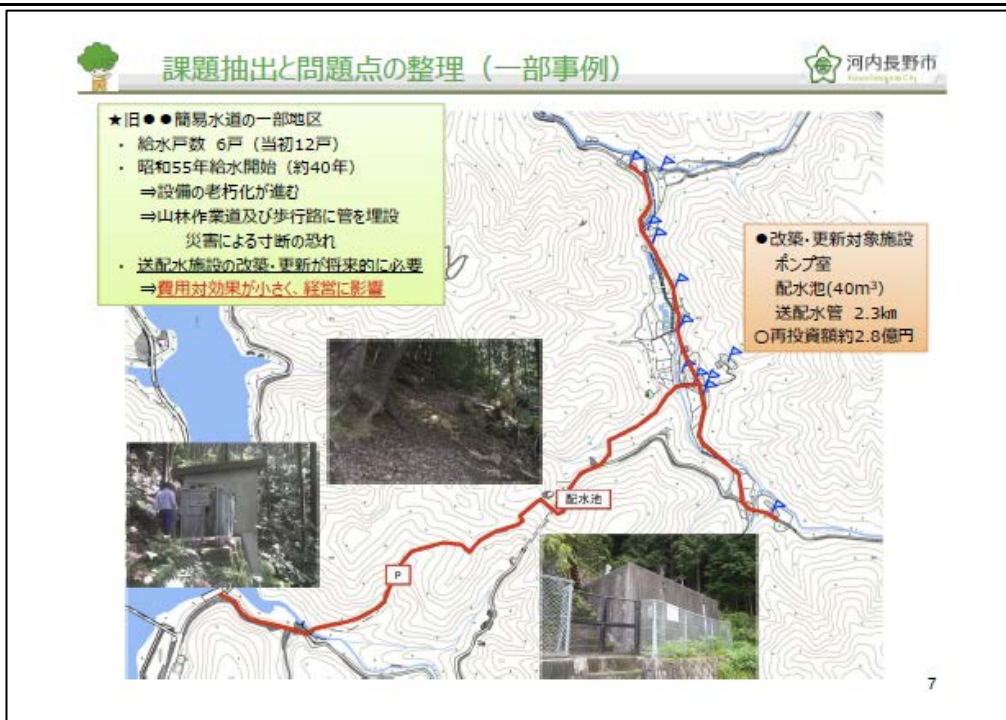 課題抽出と問題点の整理（一部事例）
河内長野市
★旧●●簡易水道の一部地区
・ 給水戸数 6戸（当初12戸）
・ 昭和55年給水開始（約40年）
⇒設備の老朽化が進む
⇒山林作業道及び歩行路に管を埋設
災害による寸断の恐れ
・ 送配水施設の改築・更新が将来的に必要
⇒費用対効果が小さく、経営に影響
●改築・更新対象施設
ポンプ室
配水池(40m³)
送配水管 2.3㎞
○再投資額約2.8億円
配水池
P
7